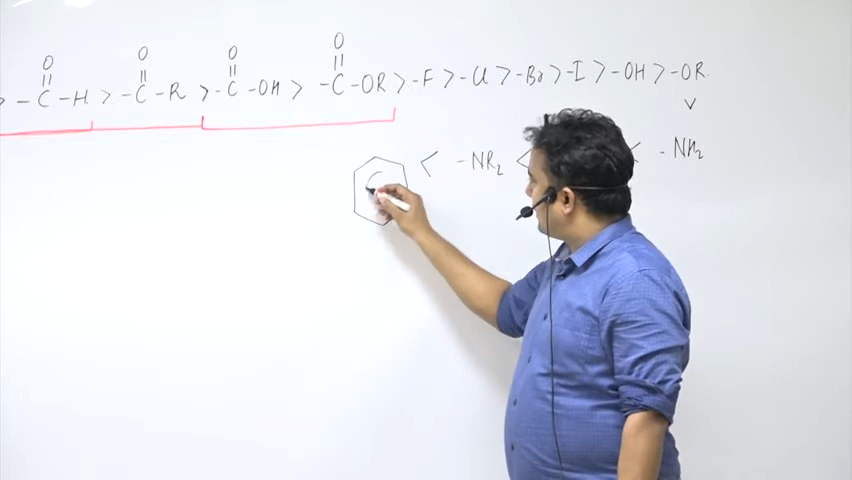 O O O O
> -C-H > -C-R > -C-OH > -C-OR > -F > -Cl > -Br > -I > -OH > -OR
< -NR2 < < -NH2